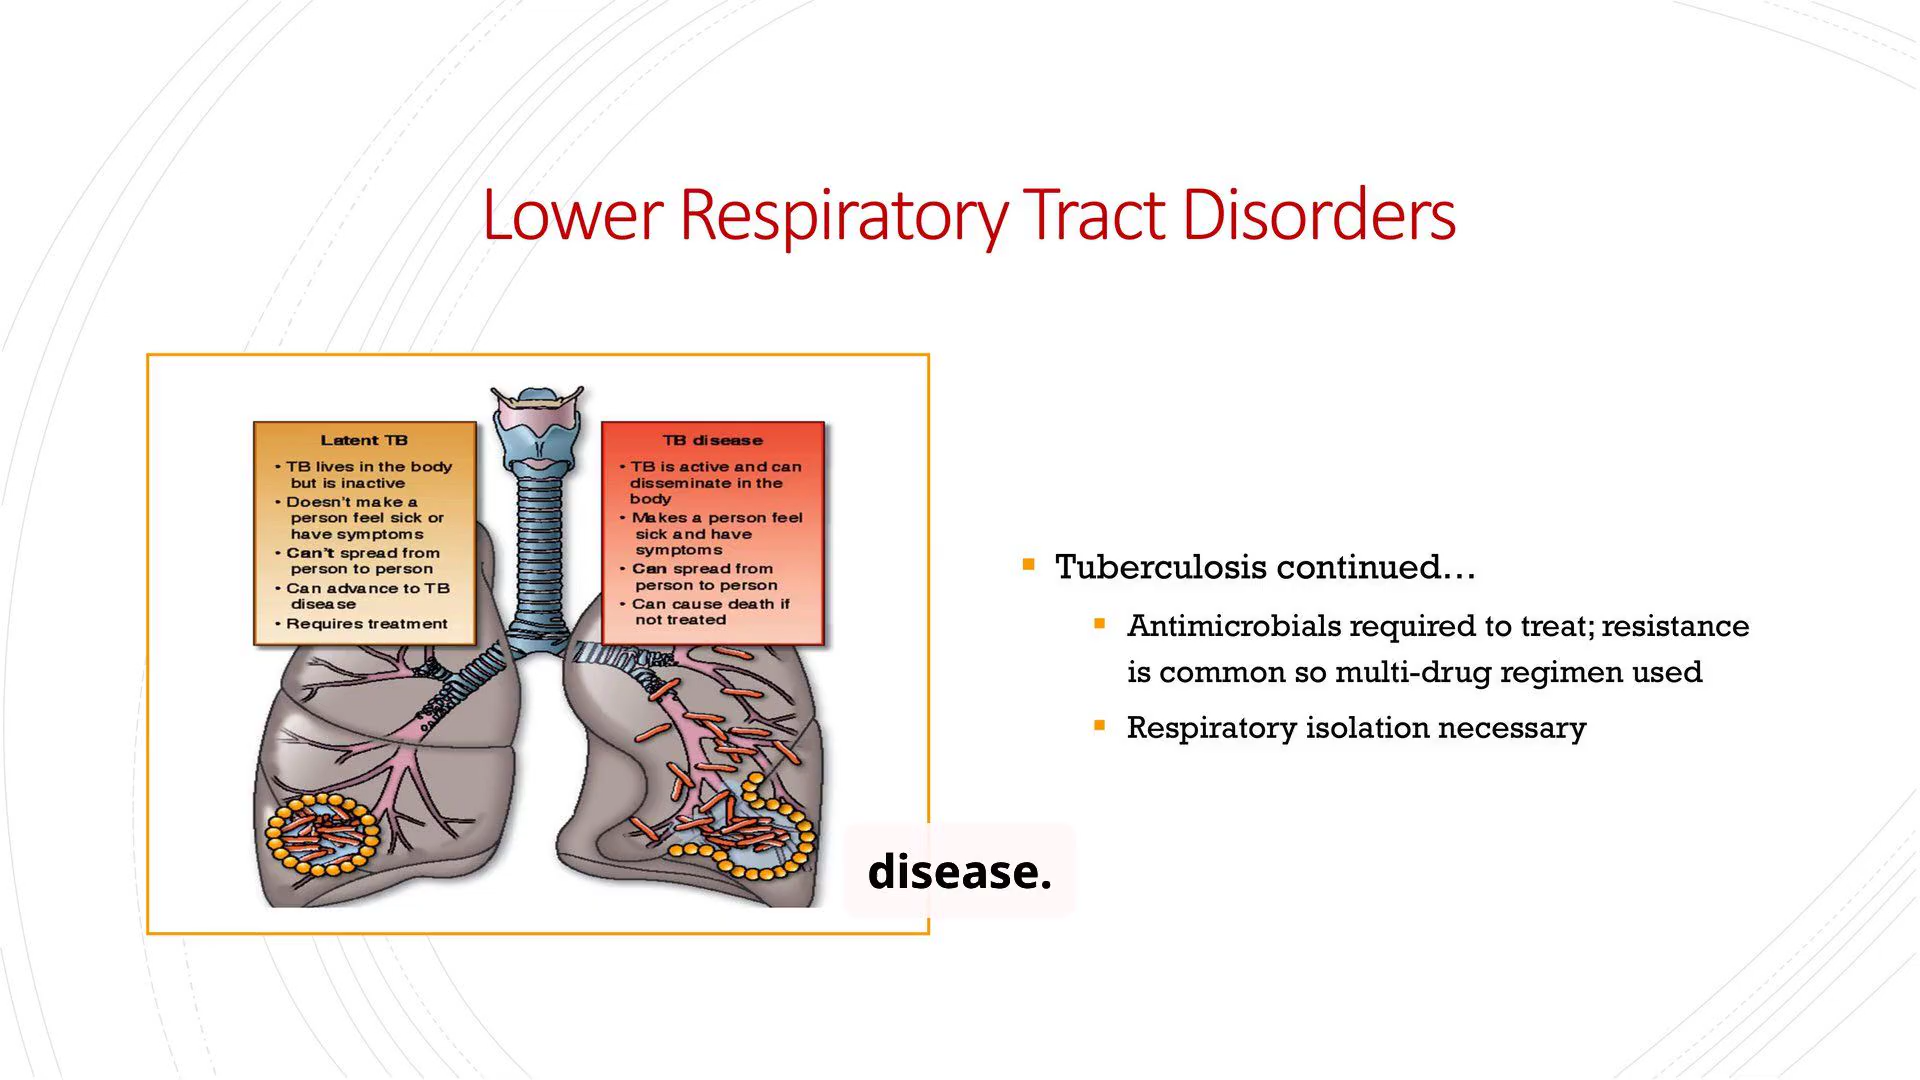 Lower Respiratory Tract Disorders
Latent TB
• TB lives in the body
but is inactive
• Doesn't make a
person feel sick or
have symptoms
• Can't spread from
person to person
• Can advance to TB
disease
• Requires treatment
TB disease
• TB is active and can
disseminate in the
body
• Makes a person feel
sick and have
symptoms
• Can spread from
person to person
• Can cause death if
not treated
▪ Tuberculosis continued…
▪ Antimicrobials required to treat; resistance
is common so multi-drug regimen used
▪ Respiratory isolation necessary
disease.